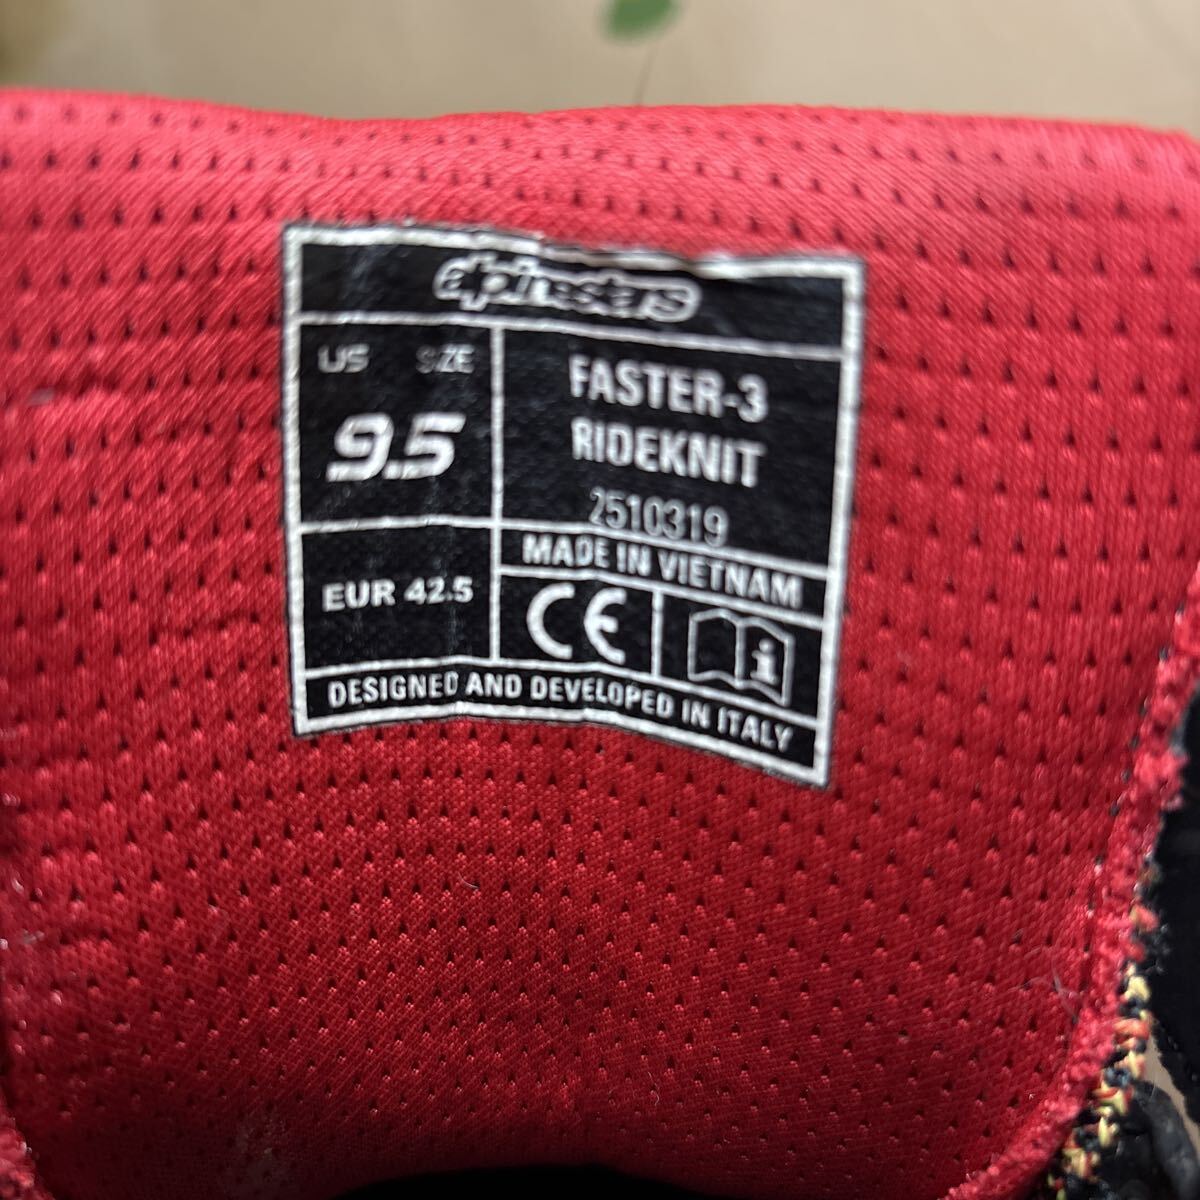 alpinestars
US SIZE
9.5
EUR 42.5
FASTER-3
RIDEKNIT
2510319
MADE IN VIETNAM
CE
i
DESIGNED AND DEVELOPED IN ITALY